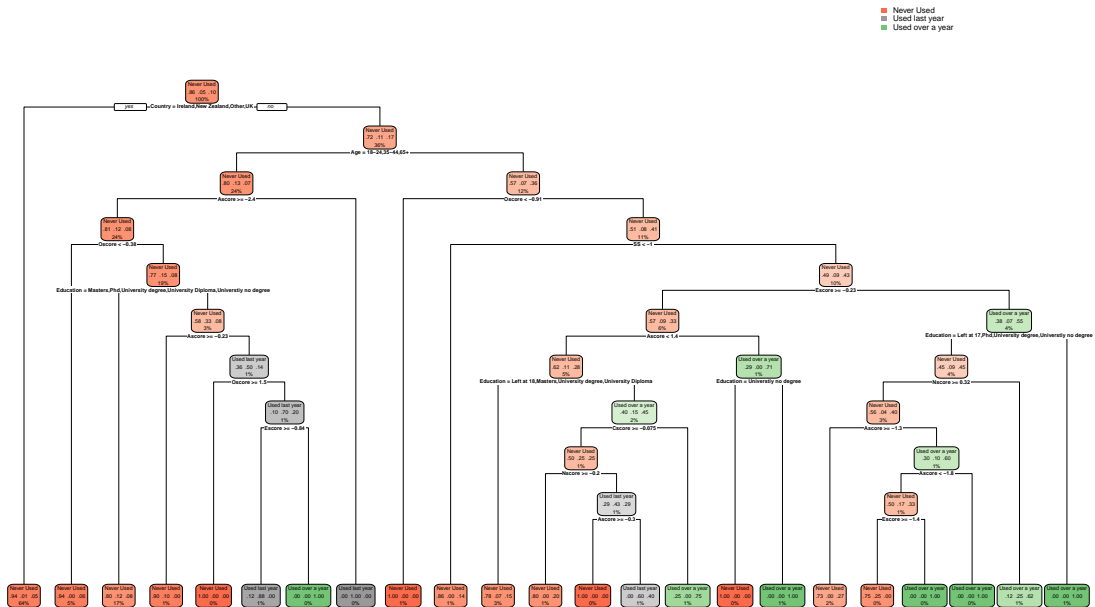 Never Used
Used last year
Used over a year
Never Used
.86 .05 .10
100%
yes
Country = Ireland,New Zealand,Other,UK
no
Never Used
.72 .11 .17
36%
Age = 18−24,35−44,65+
Never Used
.80 .13 .07
24%
Ascore >= −2.4
Never Used
.57 .07 .36
12%
Oscore < −0.91
Never Used
.81 .12 .08
24%
Oscore < −0.38
Never Used
.51 .08 .41
11%
SS < −1
Never Used
.77 .15 .08
19%
Education = Masters,Phd,University degree,University Diploma,Universtiy no degree
Never Used
.49 .09 .43
10%
Escore >= −0.23
Never Used
.58 .33 .08
3%
Ascore >= −0.23
Never Used
.57 .09 .33
6%
Ascore < 1.4
Used over a year
.38 .07 .55
4%
Education = Left at 17,Phd,University degree,Universtiy no degree
Used last year
.36 .50 .14
1%
Oscore >= 1.5
Never Used
.62 .11 .28
5%
Education = Left at 18,Masters,University degree,University Diploma
Used over a year
.29 .00 .71
1%
Education = Universtiy no degree
Never Used
.45 .09 .45
4%
Nscore >= 0.32
Used last year
.10 .70 .20
1%
Escore >= −0.84
Used over a year
.40 .15 .45
2%
Cscore >= −0.075
Never Used
.56 .04 .40
3%
Ascore >= −1.3
Never Used
.50 .25 .25
1%
Nscore >= −0.2
Used over a year
.30 .10 .60
1%
Ascore < −1.8
Used last year
.29 .43 .29
1%
Ascore >= −0.3
Never Used
.50 .17 .33
1%
Escore >= −1.4
Never Used
.94 .01 .05
64%
Never Used
.94 .00 .06
5%
Never Used
.80 .12 .08
17%
Never Used
.80 .10
1%
Never Used
1.00 .00 .00
0%
Used last year
.12 .88 .00
1%
Used over a year
.00 .00 1.00
0%
Used last year
.00 1.00 .00
0%
Never Used
1.00 .00 .00
1%
Never Used
.86 .00 .14
1%
Never Used
.78 .07 .15
3%
Never Used
.80 .00 .20
1%
Never Used
1.00 .00 .00
0%
Used last year
.00 .60 .40
1%
Used over a year
.25 .00 .75
1%
Never Used
1.00 .00 .00
0%
Used over a year
.00 .00 1.00
1%
Never Used
.73 .00 .27
2%
Never Used
.75 .25 .00
0%
Used over a year
.00 .00 1.00
0%
Used over a year
.00 .00 1.00
0%
Used over a year
.12 .25 .62
1%
Used over a year
.00 .00 1.00
1%